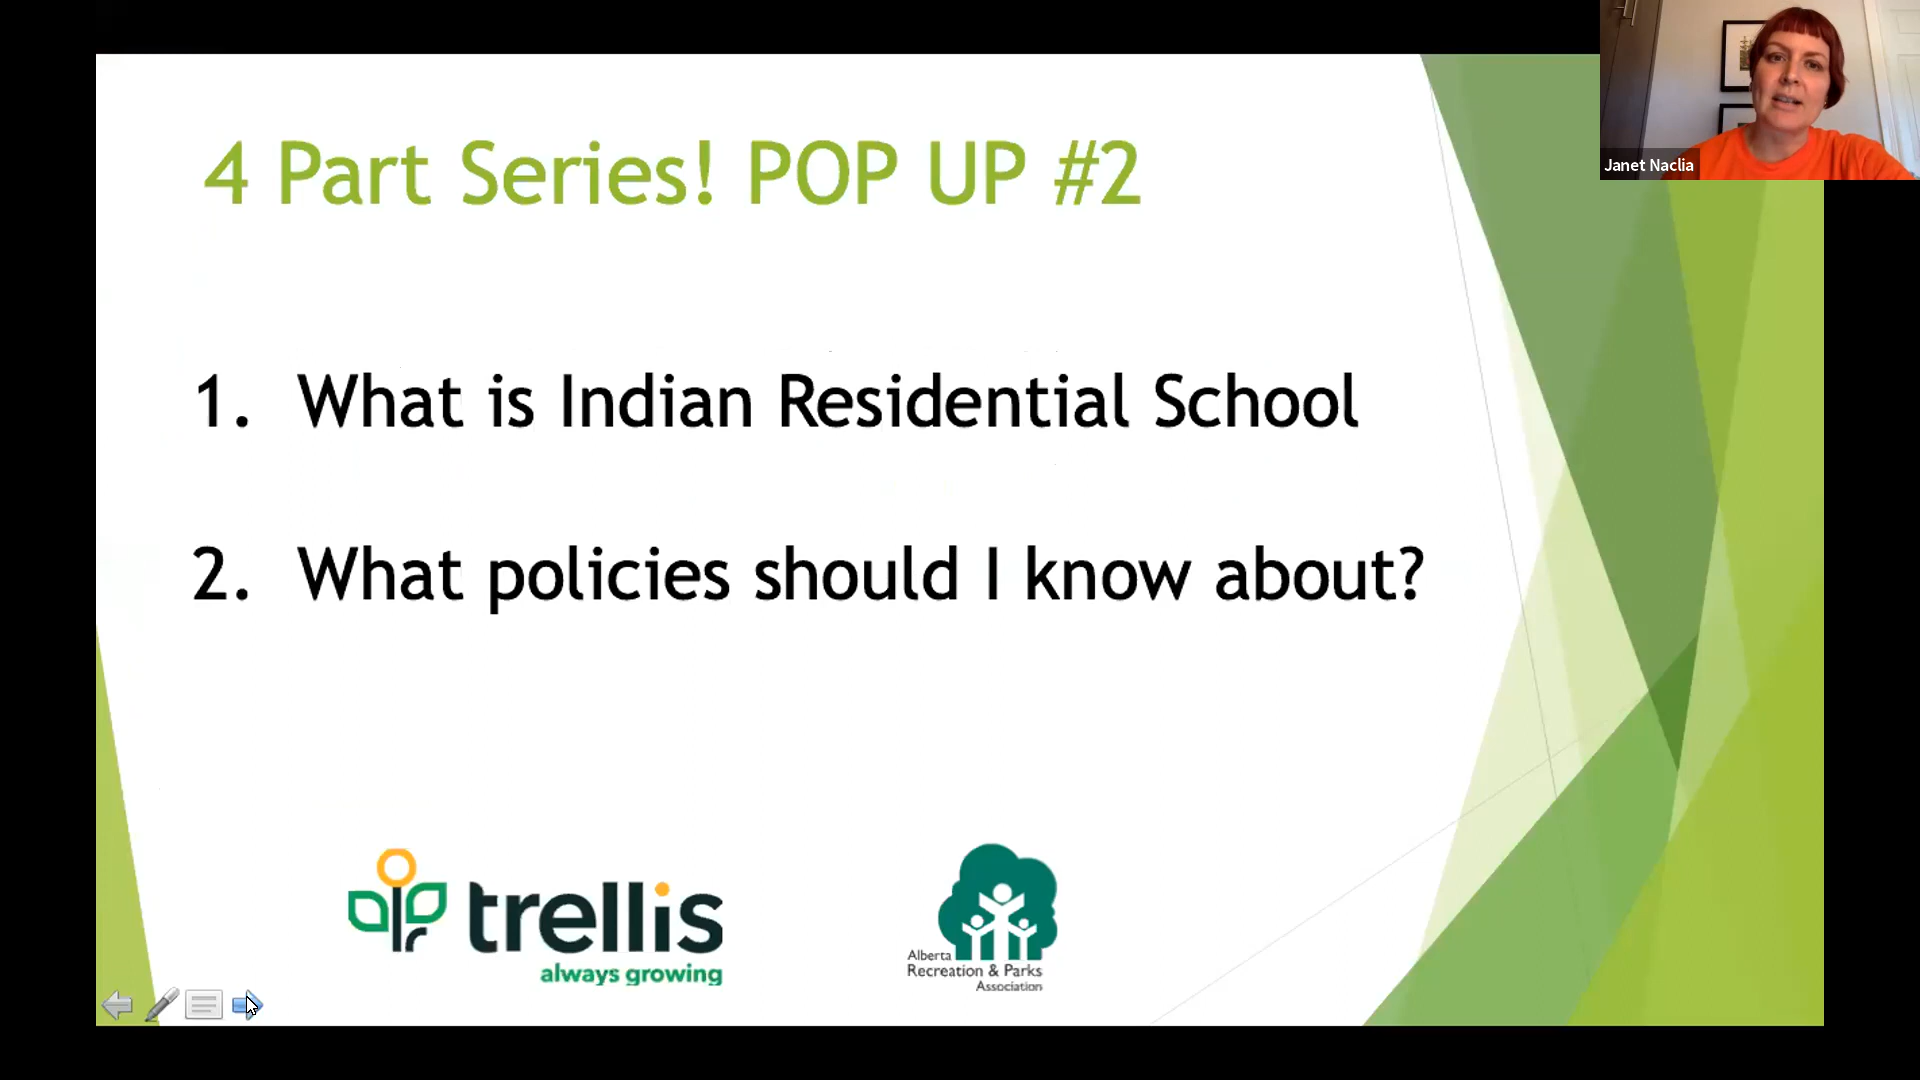 4 Part Series! POP UP #2
Janet Naclia
1. What is Indian Residential School
2. What policies should I know about?
trellis
always growing
Alberta
Recreation & Parks
Association